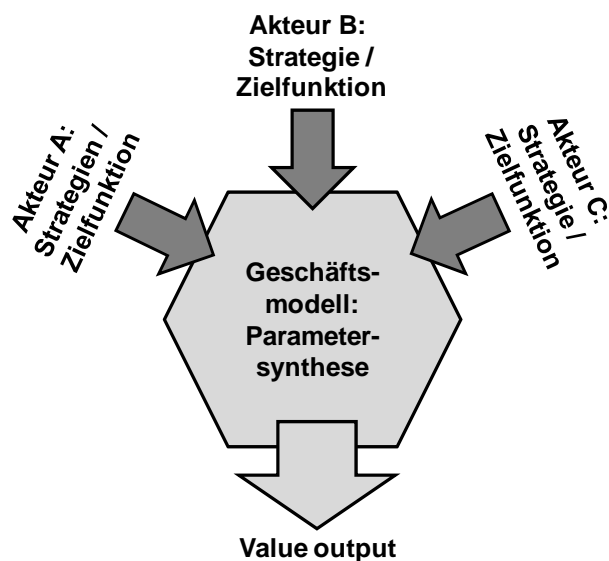 Akteur B:
Strategie /
Zielfunktion
Akteur A:
Strategien /
Zielfunktion
Akteur C:
Strategie /
Zielfunktion
Geschäfts-
modell:
Parameter-
synthese
Value output